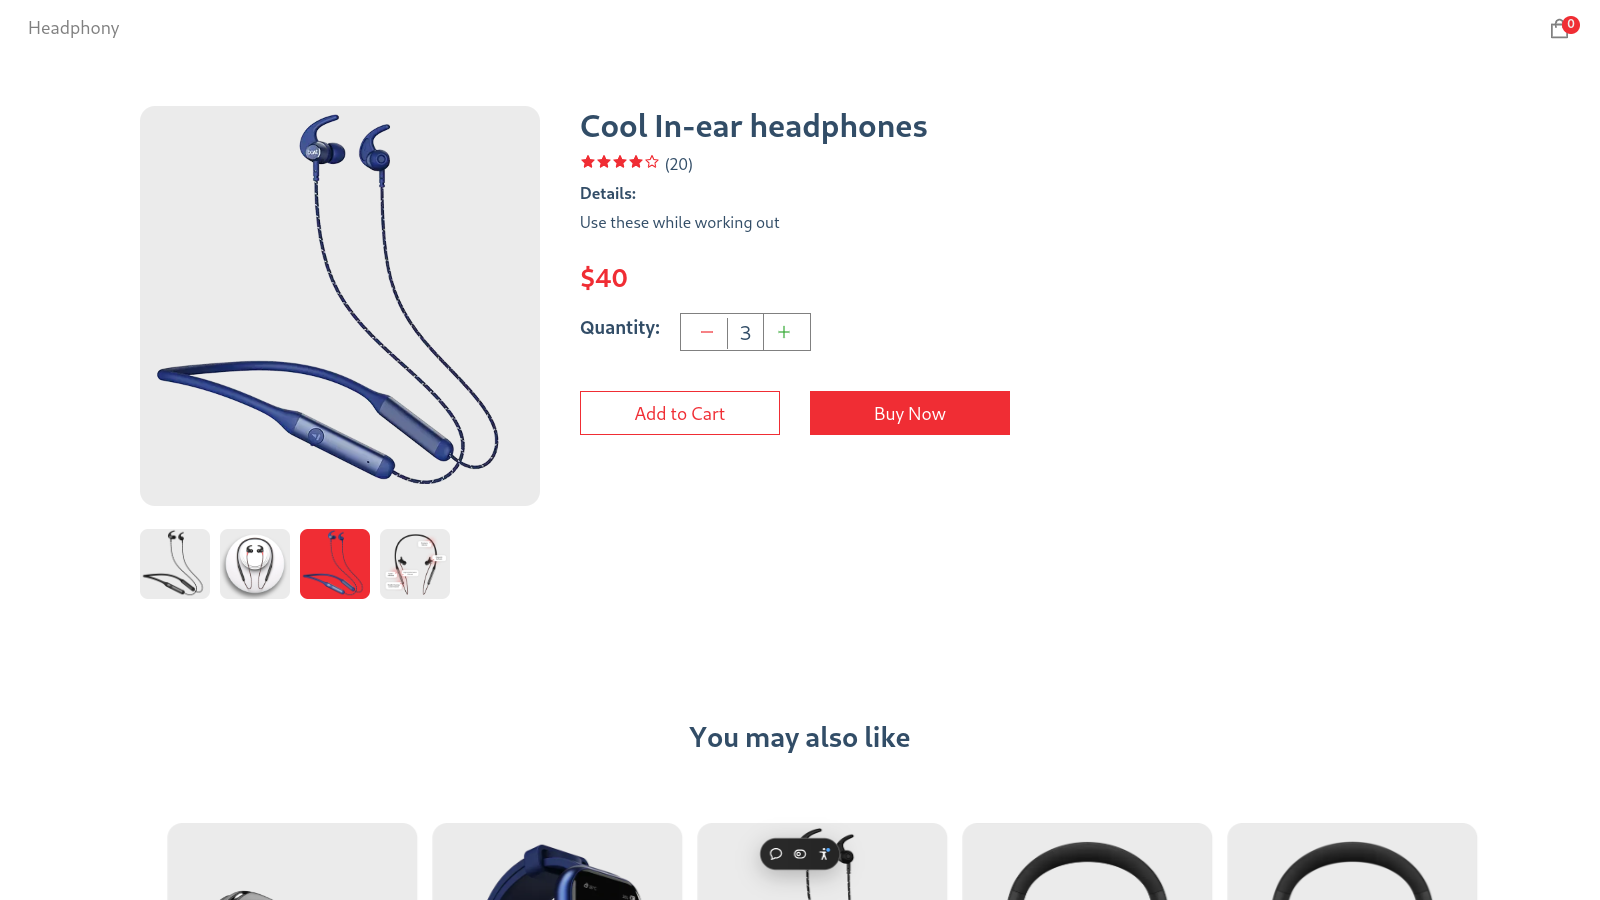 Headphony
0
Cool In-ear headphones
(20)
Details:
Use these while working out
$40
Quantity:
3
Add to Cart
Buy Now
You may also like